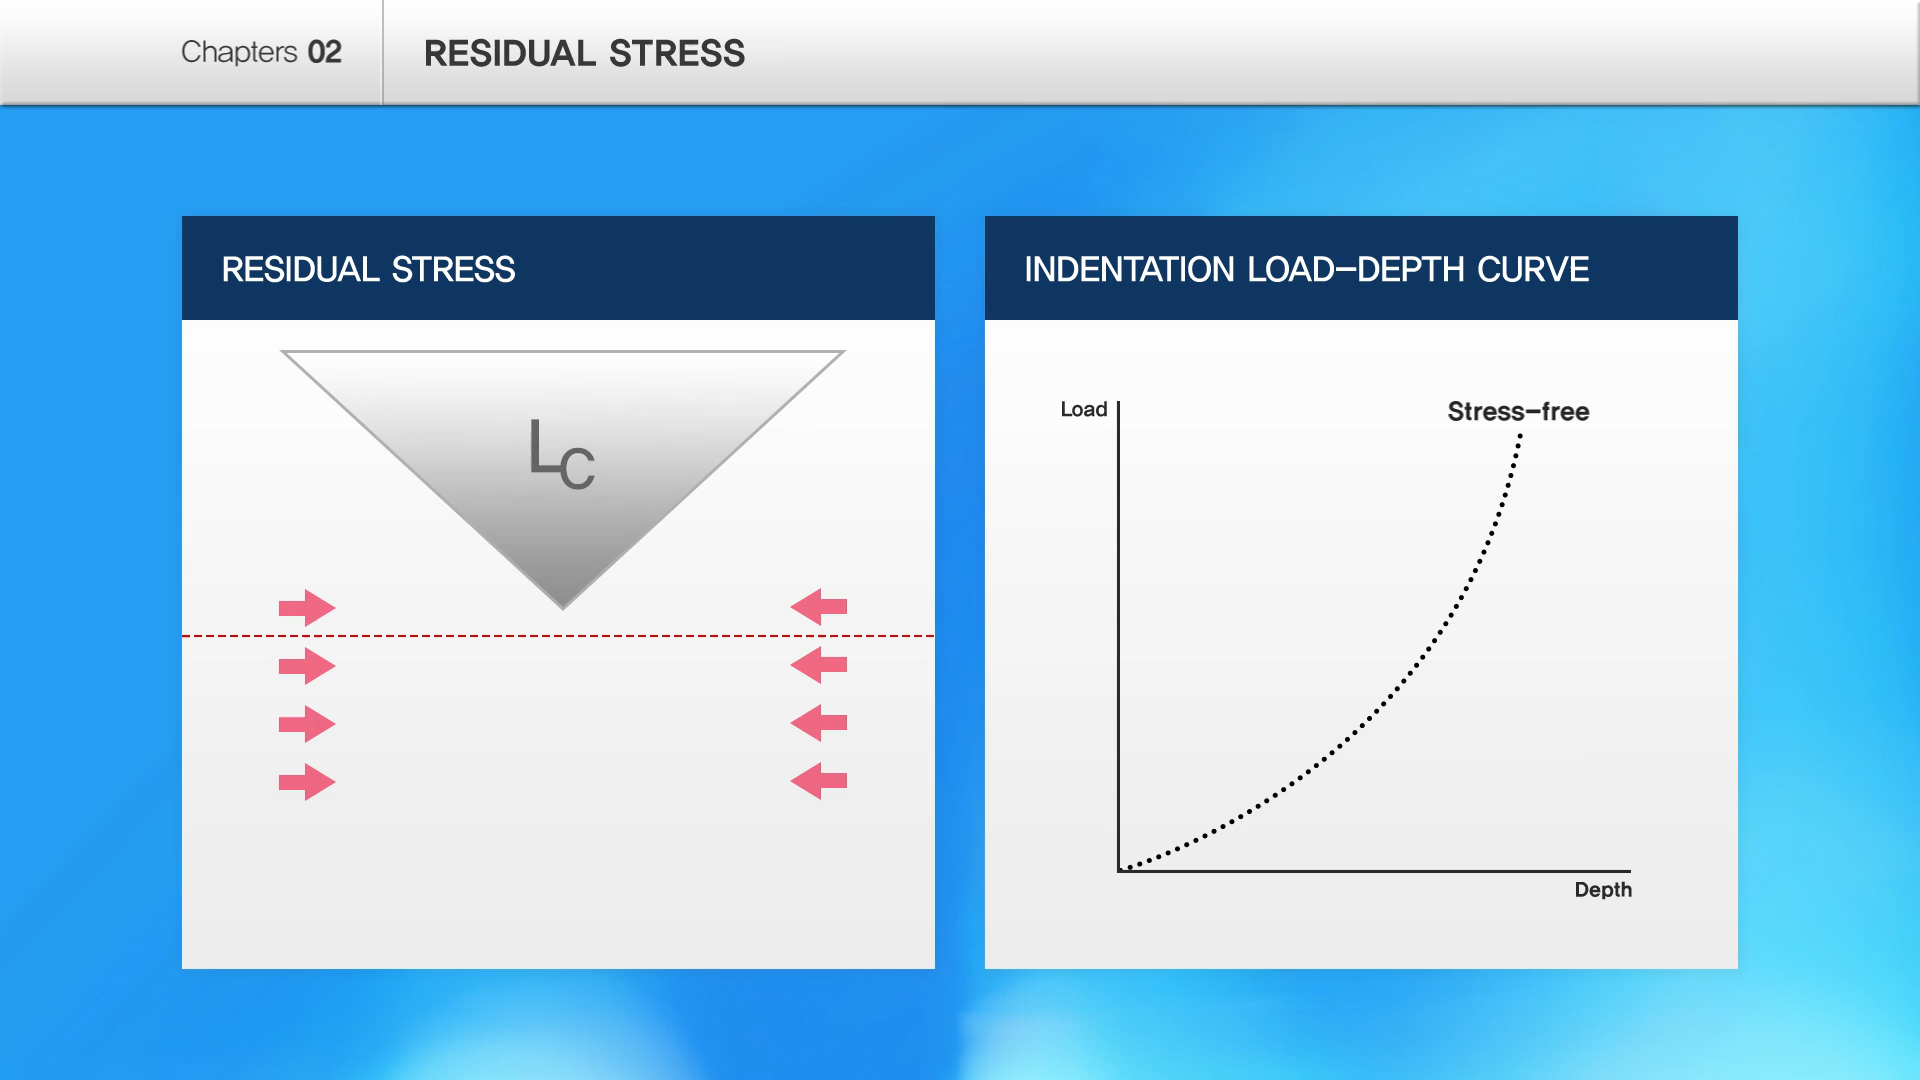 Chapters 02
RESIDUAL STRESS
RESIDUAL STRESS
LC
INDENTATION LOAD-DEPTH CURVE
Load
Stress-free
Depth